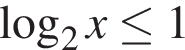 log₂ x ≤ 1